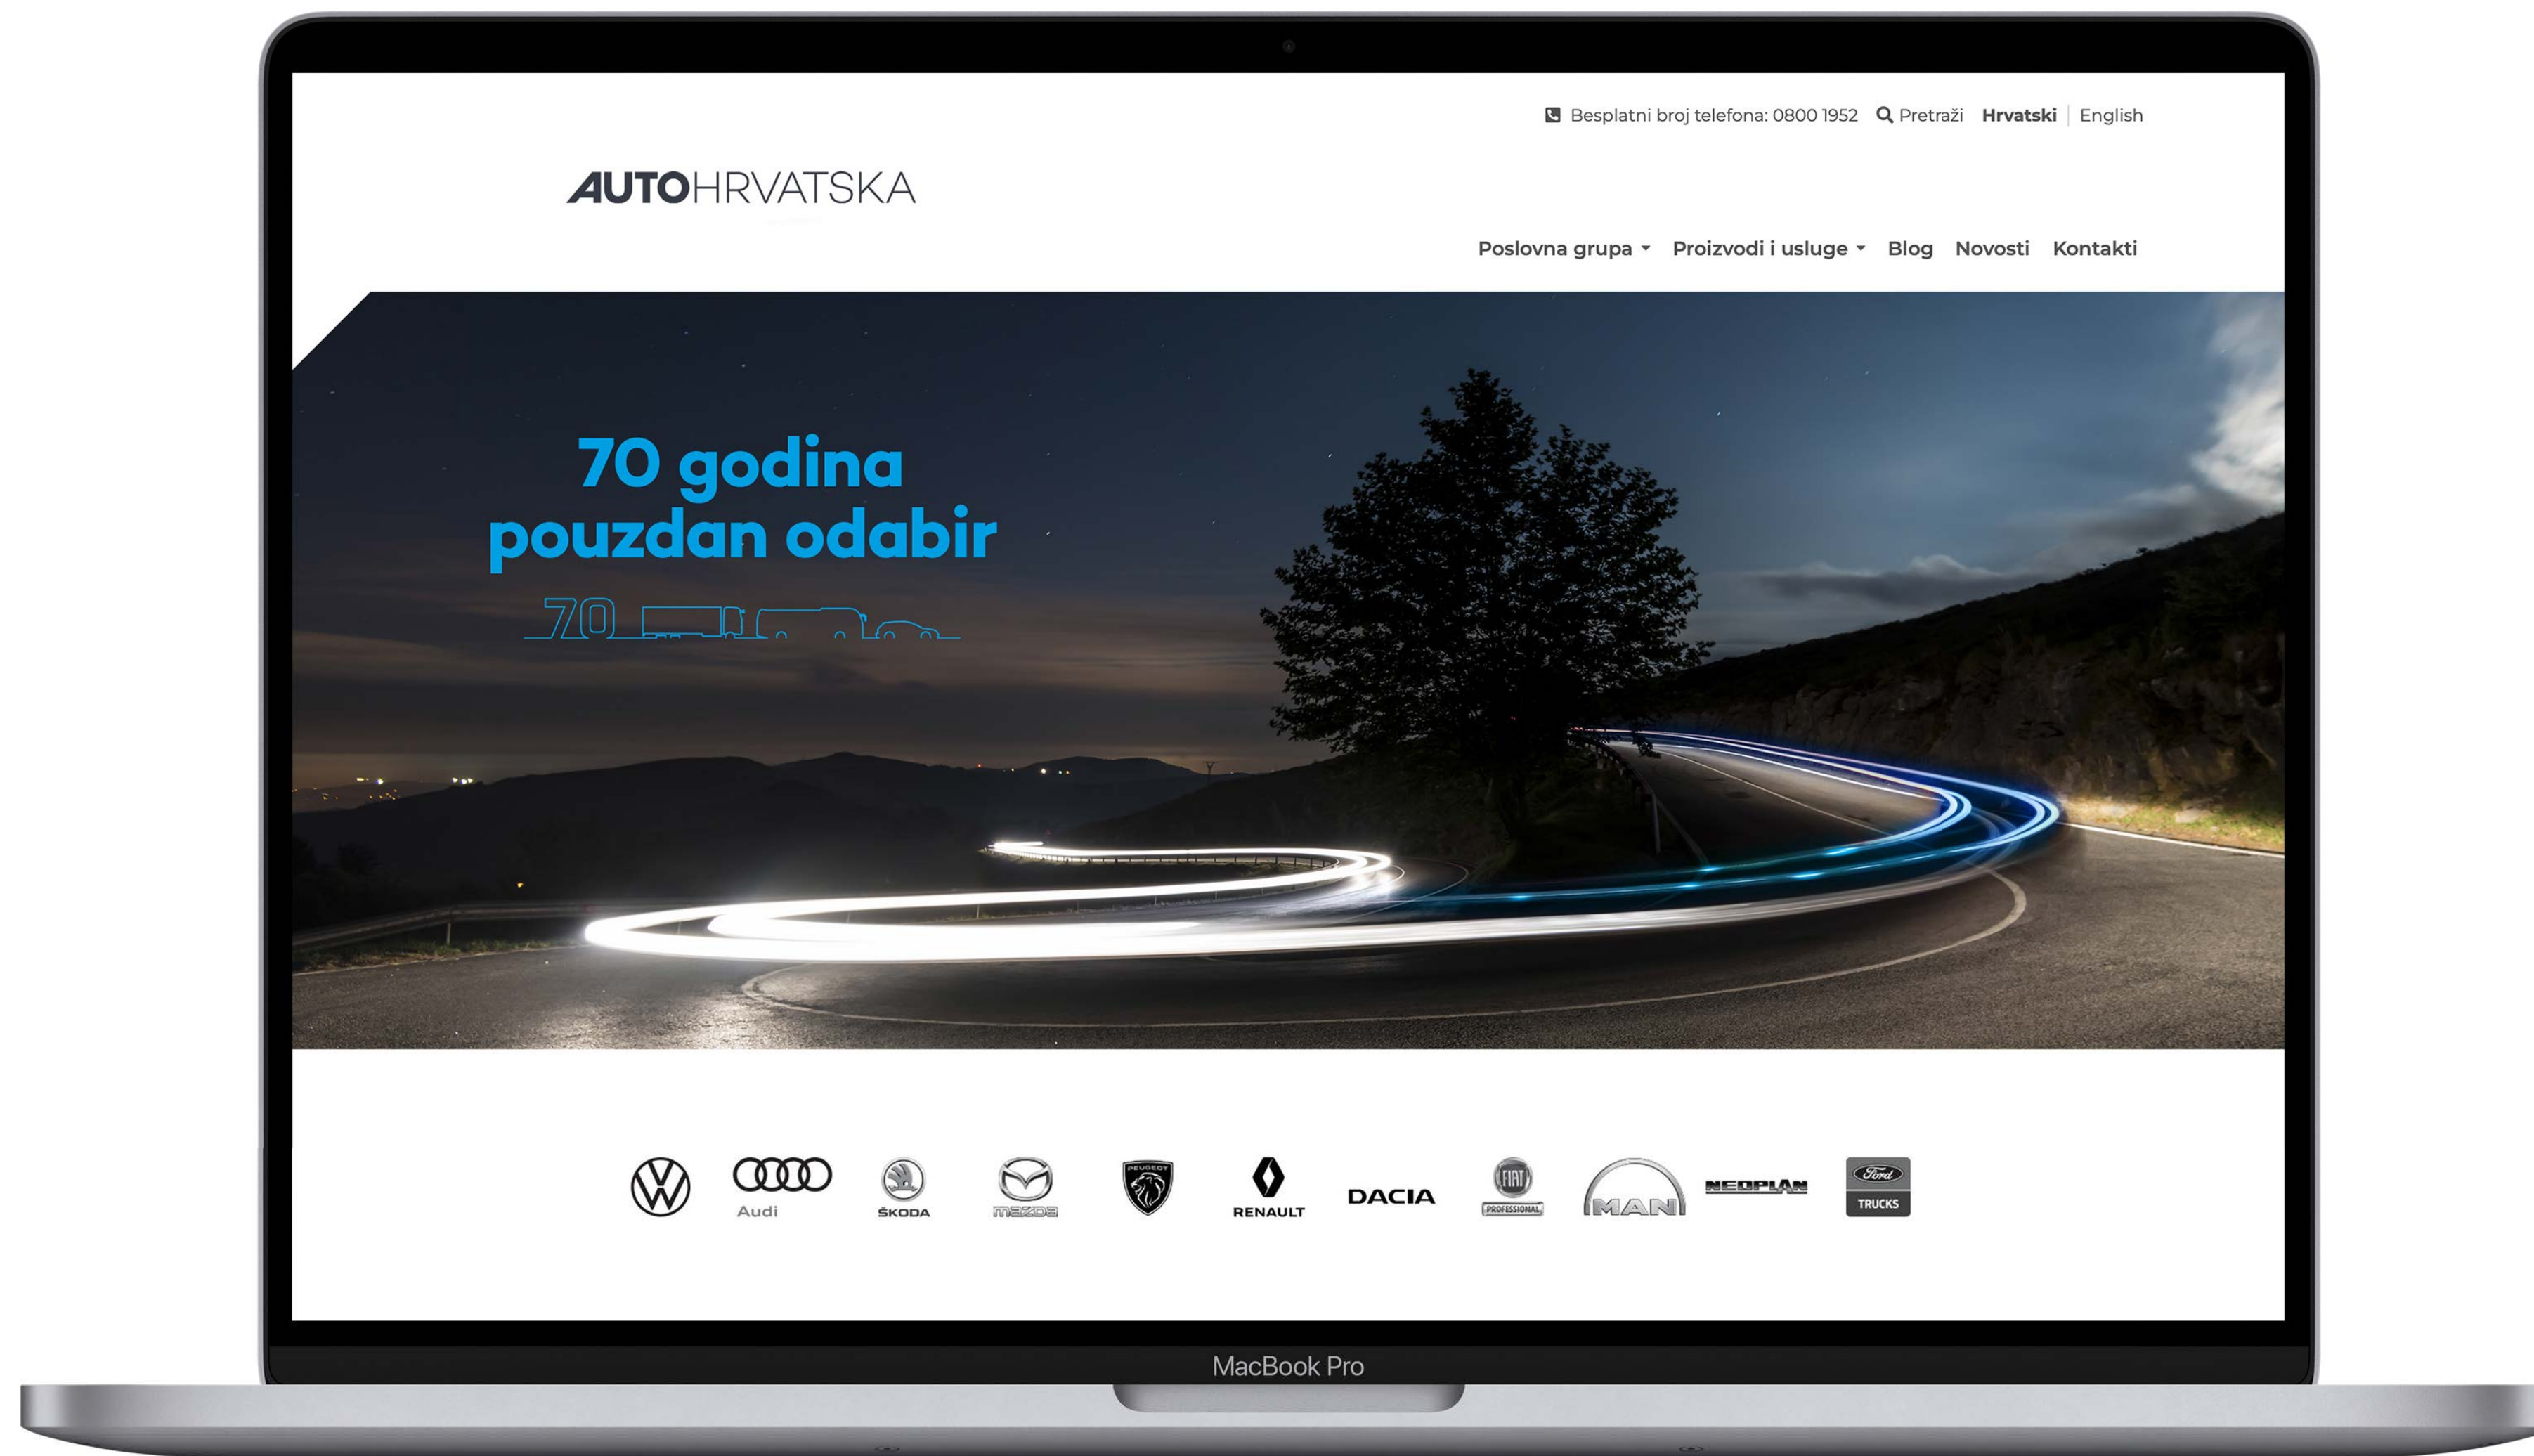 Besplatni broj telefona: 0800 1952 Pretraži Hrvatski English
AUTOHRVATSKA
Poslovna grupa Proizvodi i usluge Blog Novosti Kontakti
70 godina
pouzdan odabir
70
Audi
ŠKODA
mazda
PEUGEOT
RENAULT
DACIA
FIAT
PROFESSIONAL
MAN
NEOPLAN
Ford
TRUCKS
MacBook Pro